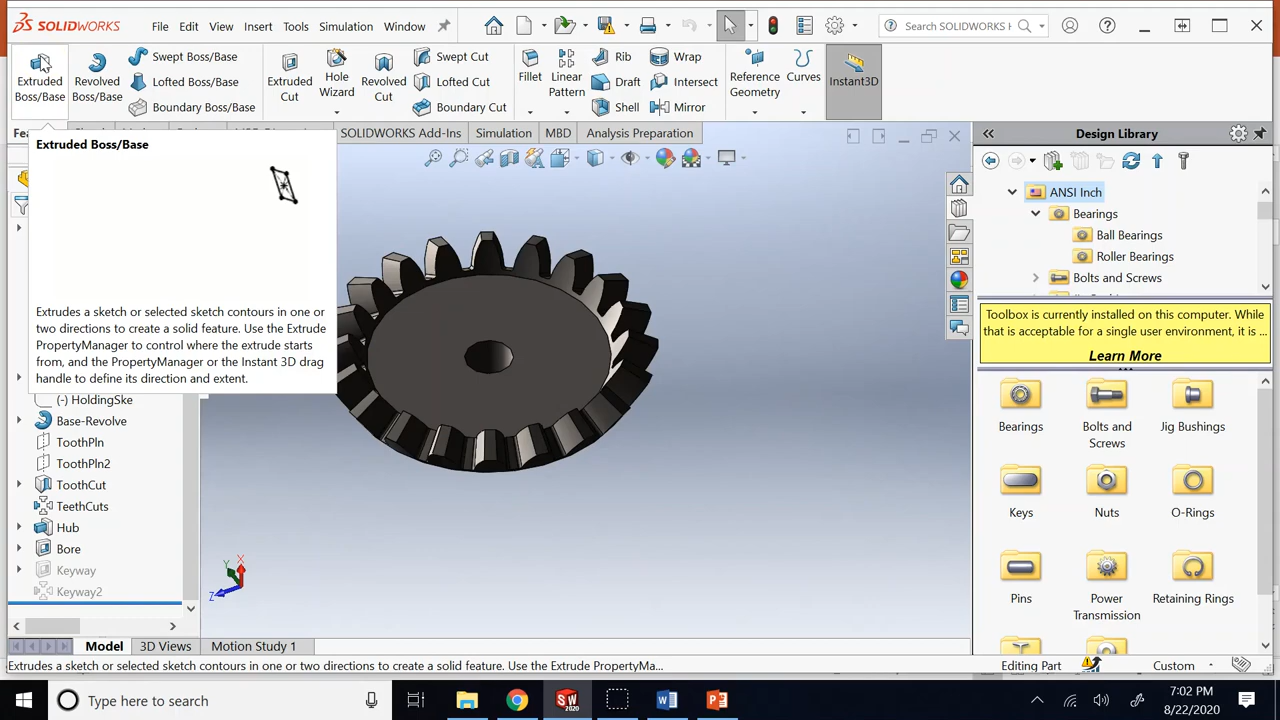 SOLIDWORKS File Edit View Insert Tools Simulation Window Search SOLIDWORKS H
Extruded Boss/Base
Revolved Boss/Base
Swept Boss/Base
Lofted Boss/Base
Boundary Boss/Base
Extruded Cut
Hole Wizard
Revolved Cut
Swept Cut
Lofted Cut
Boundary Cut
Fillet
Linear Pattern
Rib
Draft
Shell
Wrap
Intersect
Mirror
Reference Geometry
Curves
Instant3D
SOLIDWORKS Add-Ins Simulation MBD Analysis Preparation
Extruded Boss/Base
Extrudes a sketch or selected sketch contours in one or
two directions to create a solid feature. Use the Extrude
PropertyManager to control where the extrude starts
from, and the PropertyManager or the Instant 3D drag
handle to define its direction and extent.
(-) HoldingSke
Base-Revolve
ToothPln
ToothPln2
ToothCut
TeethCuts
Hub
Bore
Keyway
Keyway2
X
Y
Z
Design Library
ANSI Inch
Bearings
Ball Bearings
Roller Bearings
Bolts and Screws
Toolbox is currently installed on this computer. While
that is acceptable for a single user environment, it is ...
Learn More
Bearings
Bolts and Screws
Jig Bushings
Keys
Nuts
O-Rings
Pins
Power Transmission
Retaining Rings
Model 3D Views Motion Study 1
Extrudes a sketch or selected sketch contours in one or two directions to create a solid feature. Use the Extrude PropertyMa...
Editing Part Custom
Type here to search
SW 2020
7:02 PM
8/22/2020